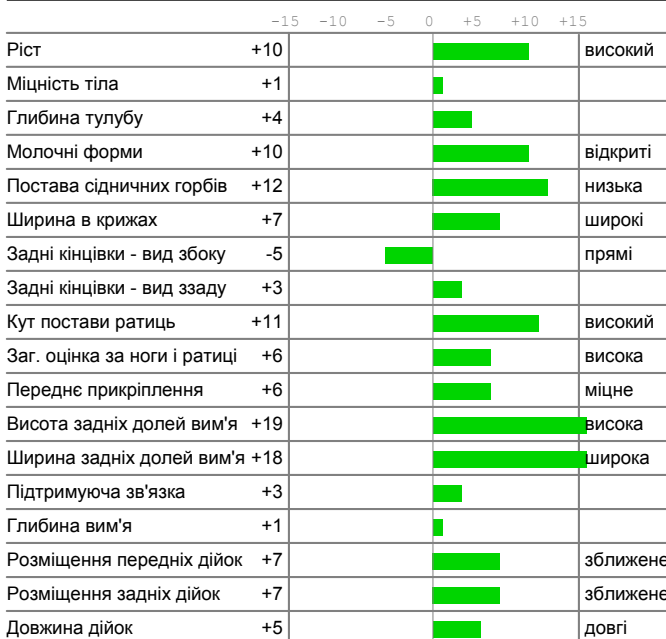 -15 -10 -5 0 +5 +10 +15
Ріст +10 високий
Міцність тіла +1
Глибина тулубу +4
Молочні форми +10 відкриті
Постава сідничних горбів +12 низька
Ширина в крижах +7 широкі
Задні кінцівки - вид збоку -5 прямі
Задні кінцівки - вид ззаду +3
Кут постави ратиць +11 високий
Заг. оцінка за ноги і ратиці +6 висока
Переднє прикріплення +6 міцне
Висота задніх долей вим'я +19 висока
Ширина задніх долей вим'я +18 широка
Підтримуюча зв'язка +3
Глибина вим'я +1
Розміщення передніх дійок +7 зближене
Розміщення задніх дійок +7 зближене
Довжина дійок +5 довгі